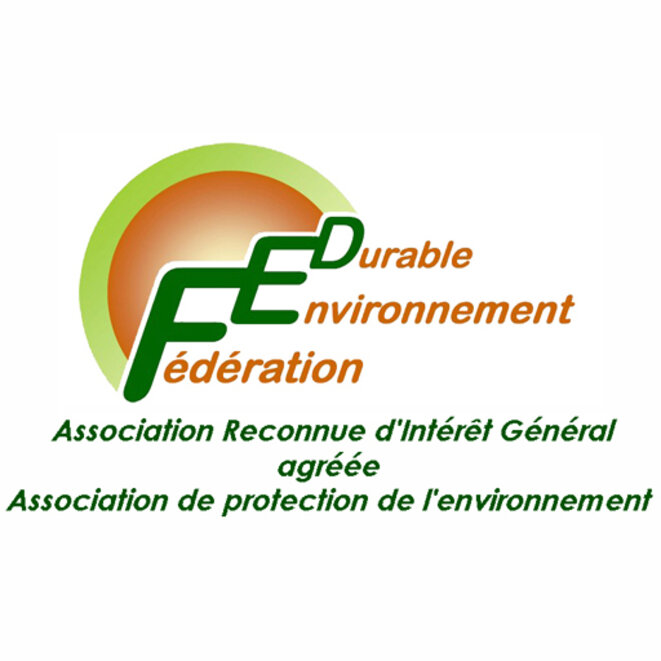 Durable
Environnement
Fédération
Association Reconnue d'Intérêt Général
agréée
Association de protection de l'environnement